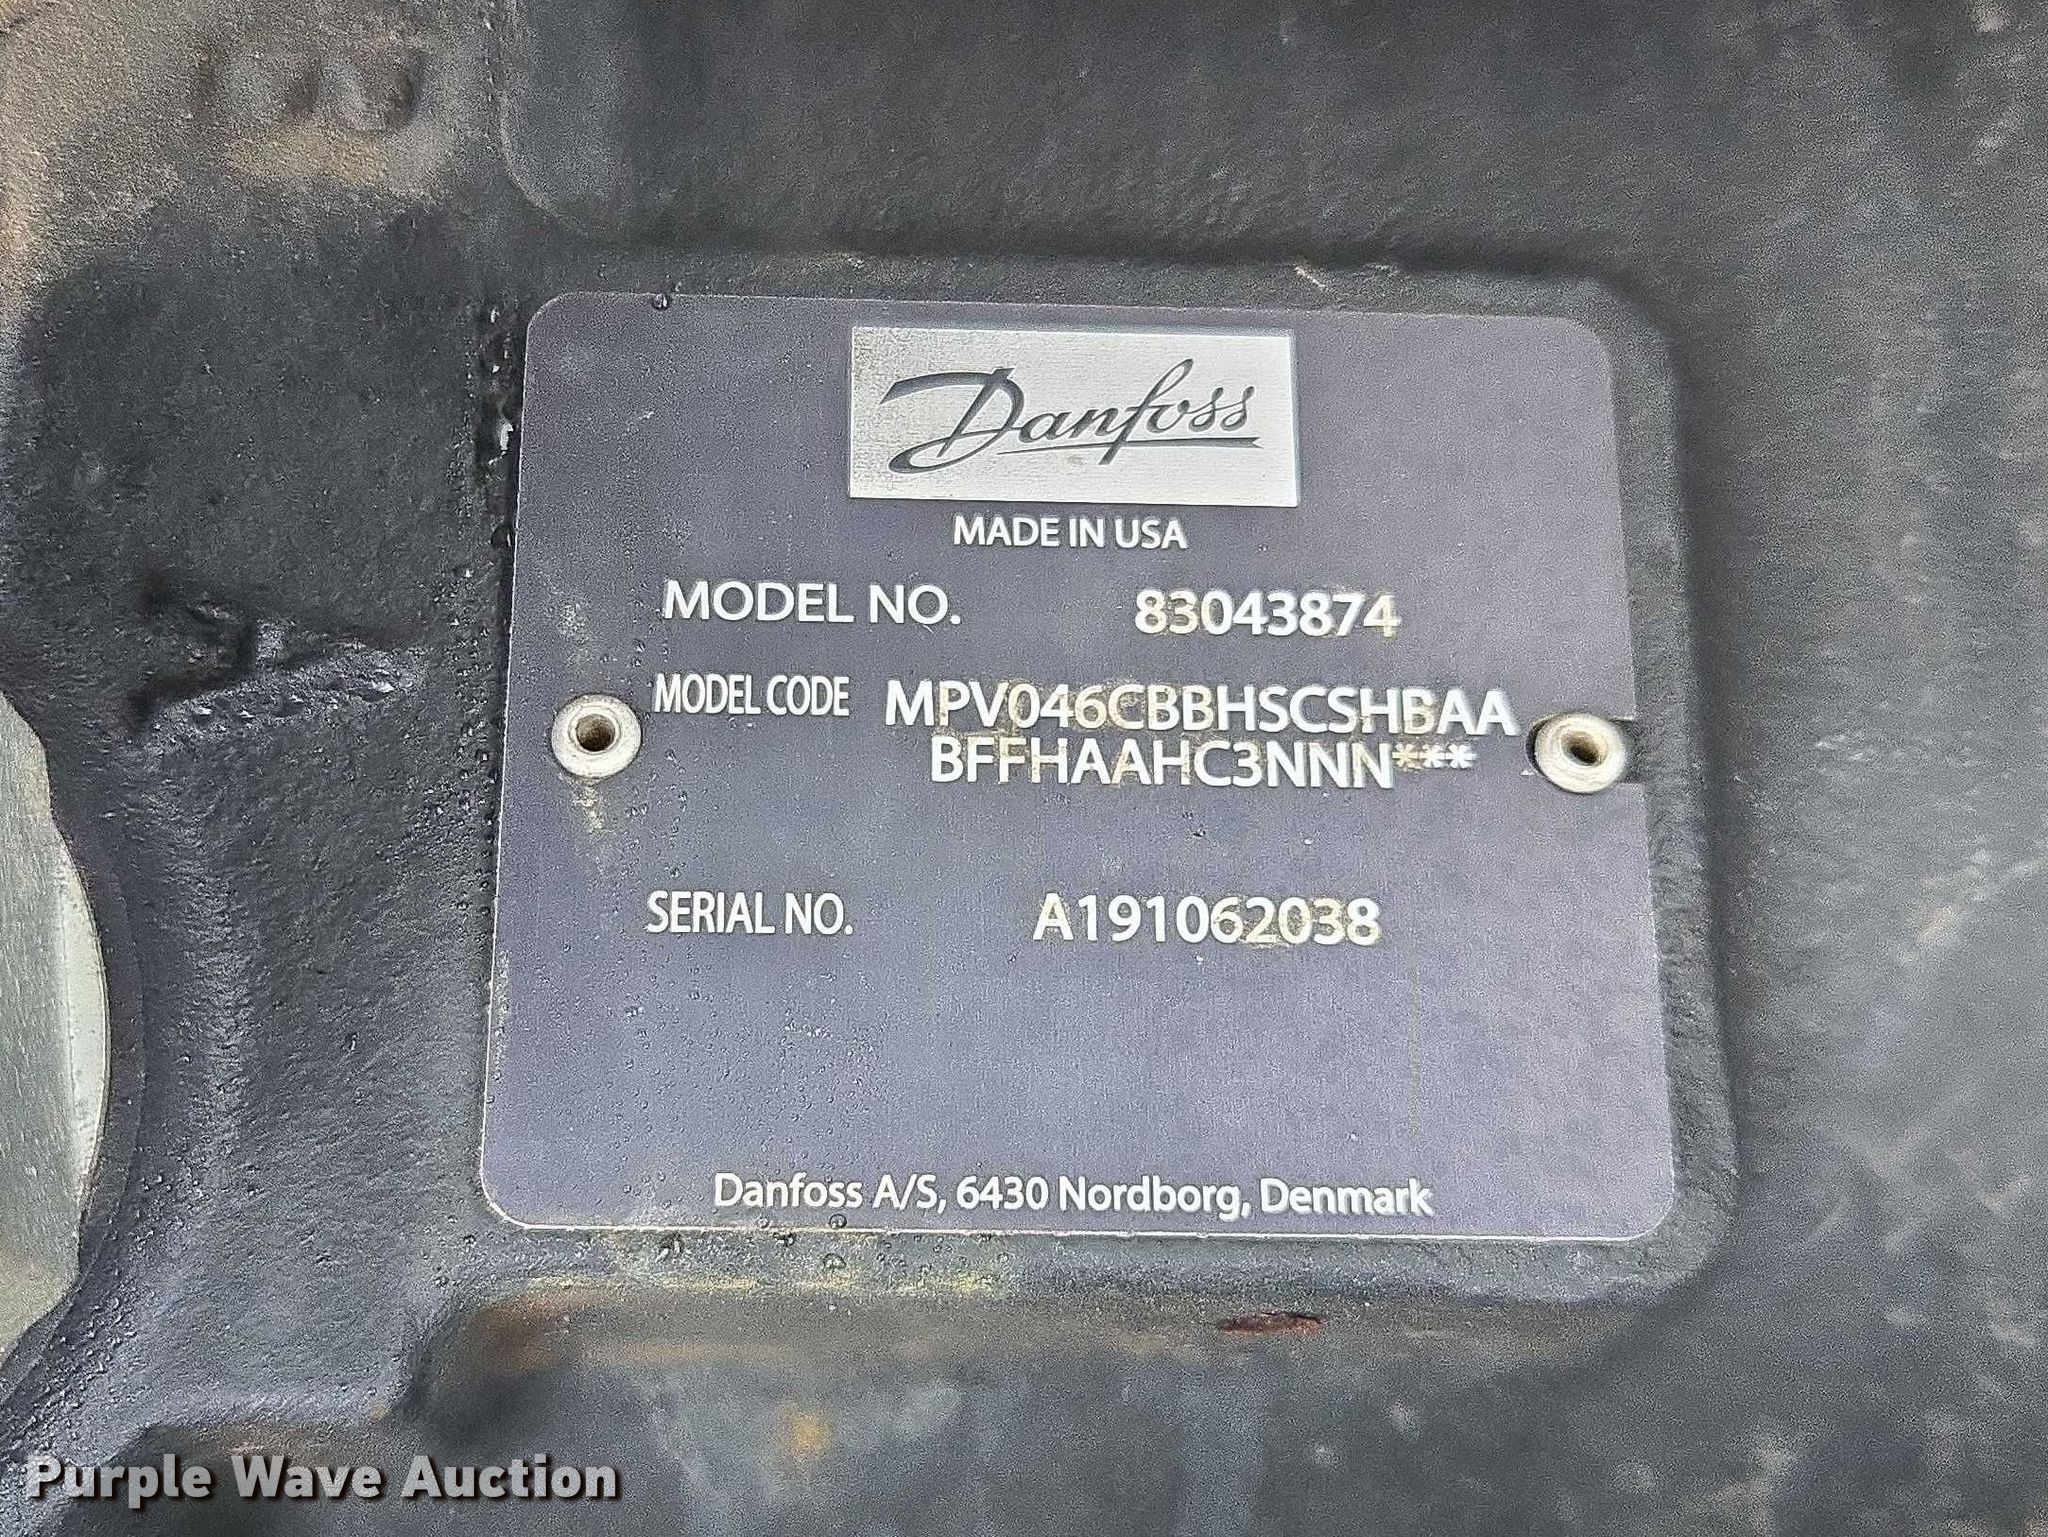 Danfoss
MADE IN USA
MODEL NO. 83043874
MODEL CODE MPV046CBBHSCSHBAA
BFFHAAHC3NNN***
SERIAL NO. A191062038
Danfoss A/S, 6430 Nordborg, Denmark
Purple Wave Auction